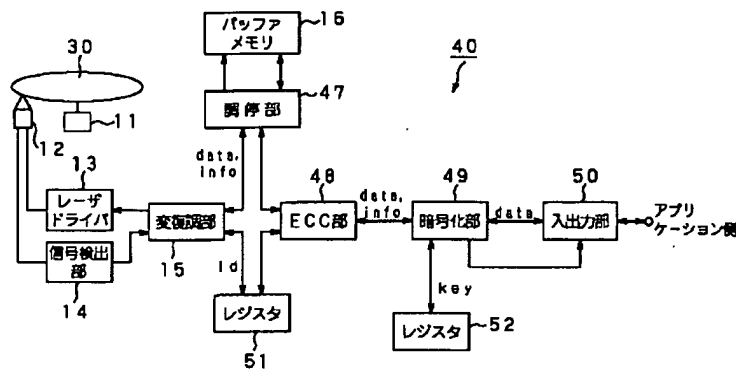 バッファ
メモリ
16
40
30
調停部
47
11
12
data,
info
13
レーザ
ドライバ
変復調部
15
48
ECC部
data,
info
49
暗号化部
data
50
入出力部
アプリ
ケーション側
信号検出
部
14
Id
key
レジスタ
51
レジスタ
52